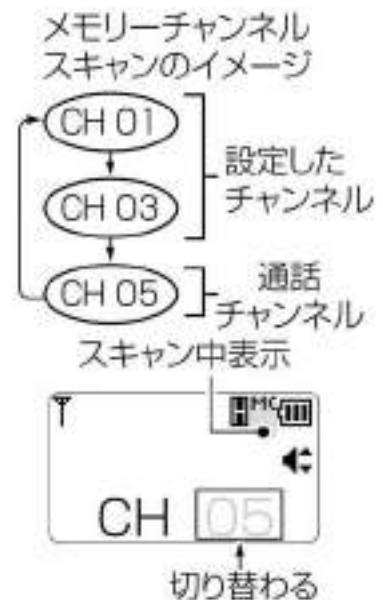 メモリーチャンネル
スキャンのイメージ
CH 01
CH 03
設定した
チャンネル
CH 05
通話
チャンネル
スキャン中表示
H MC
CH 05
切り替わる